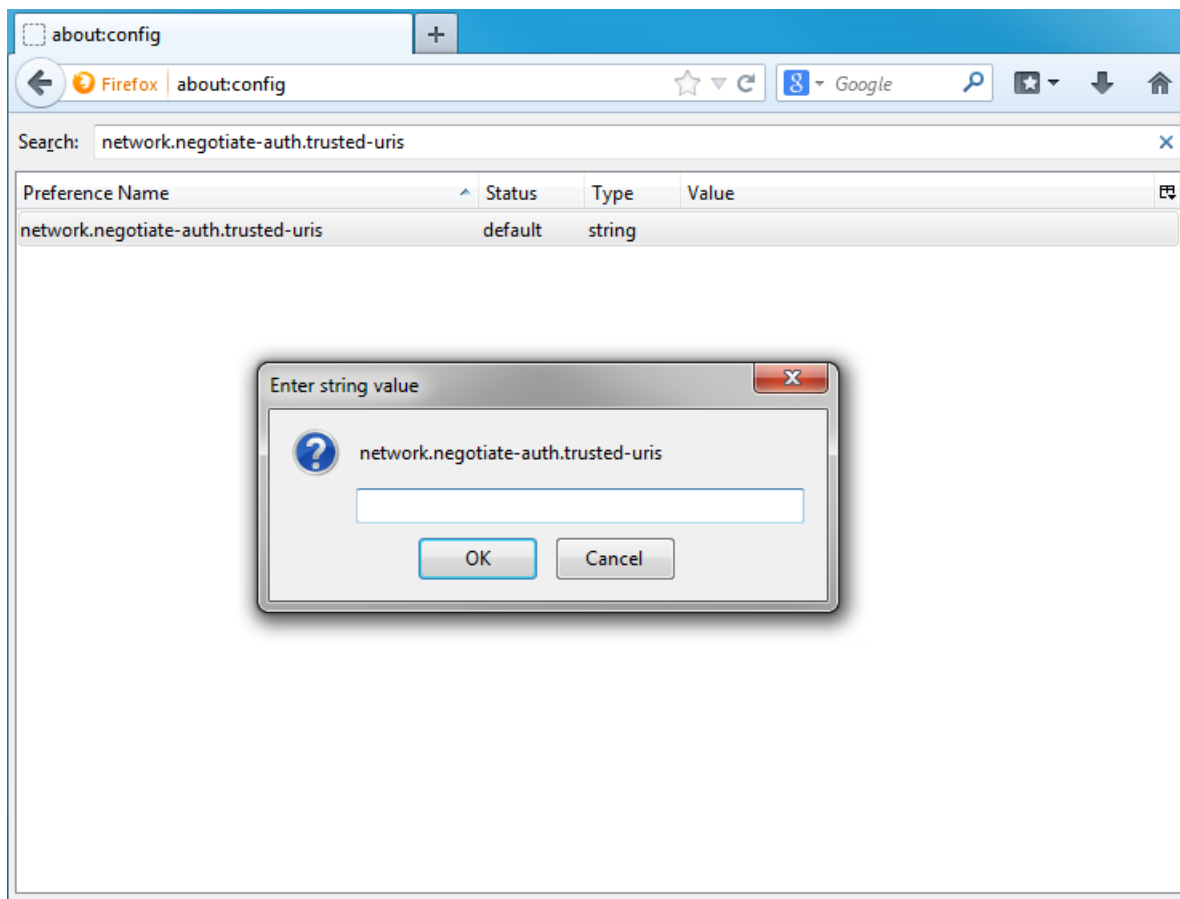 about:config
Firefox about:config 8 Google
Search: network.negotiate-auth.trusted-uris
Preference Name Status Type Value
network.negotiate-auth.trusted-uris default string
Enter string value
network.negotiate-auth.trusted-uris
OK Cancel